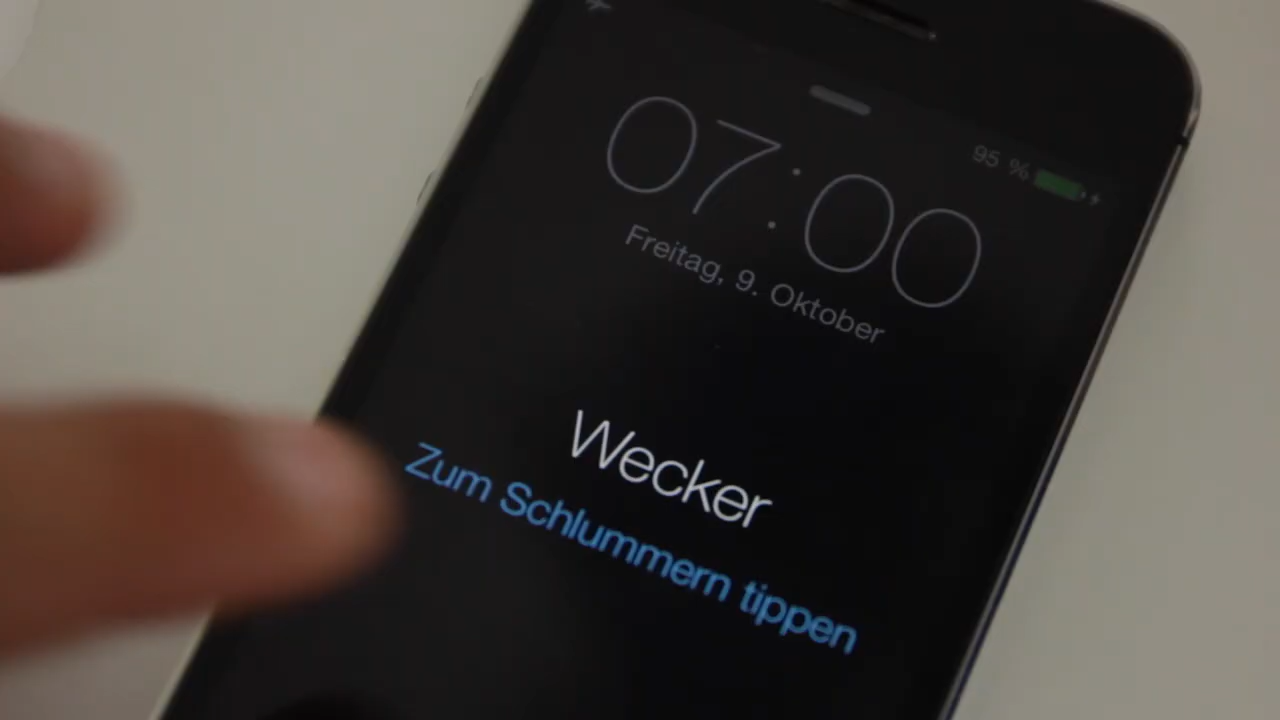 95 %
07:00
Freitag, 9. Oktober
Wecker
Zum Schlummern tippen